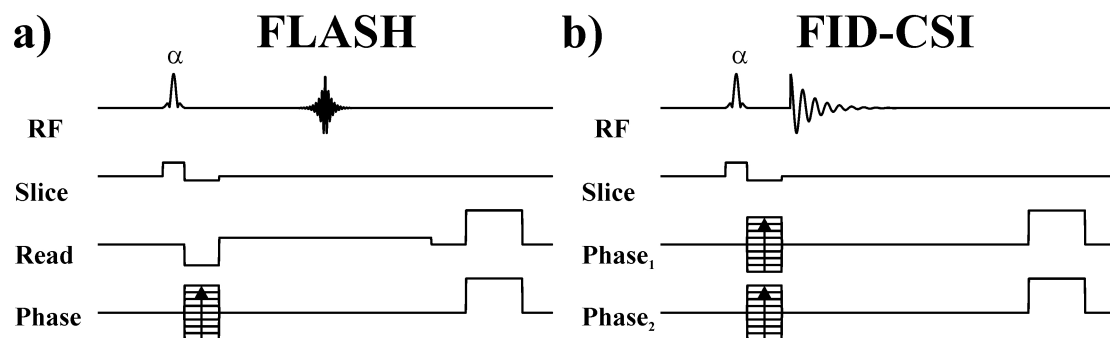 a) FLASH
α
RF
Slice
Read
Phase
b) FID-CSI
α
RF
Slice
Phase₁
Phase₂